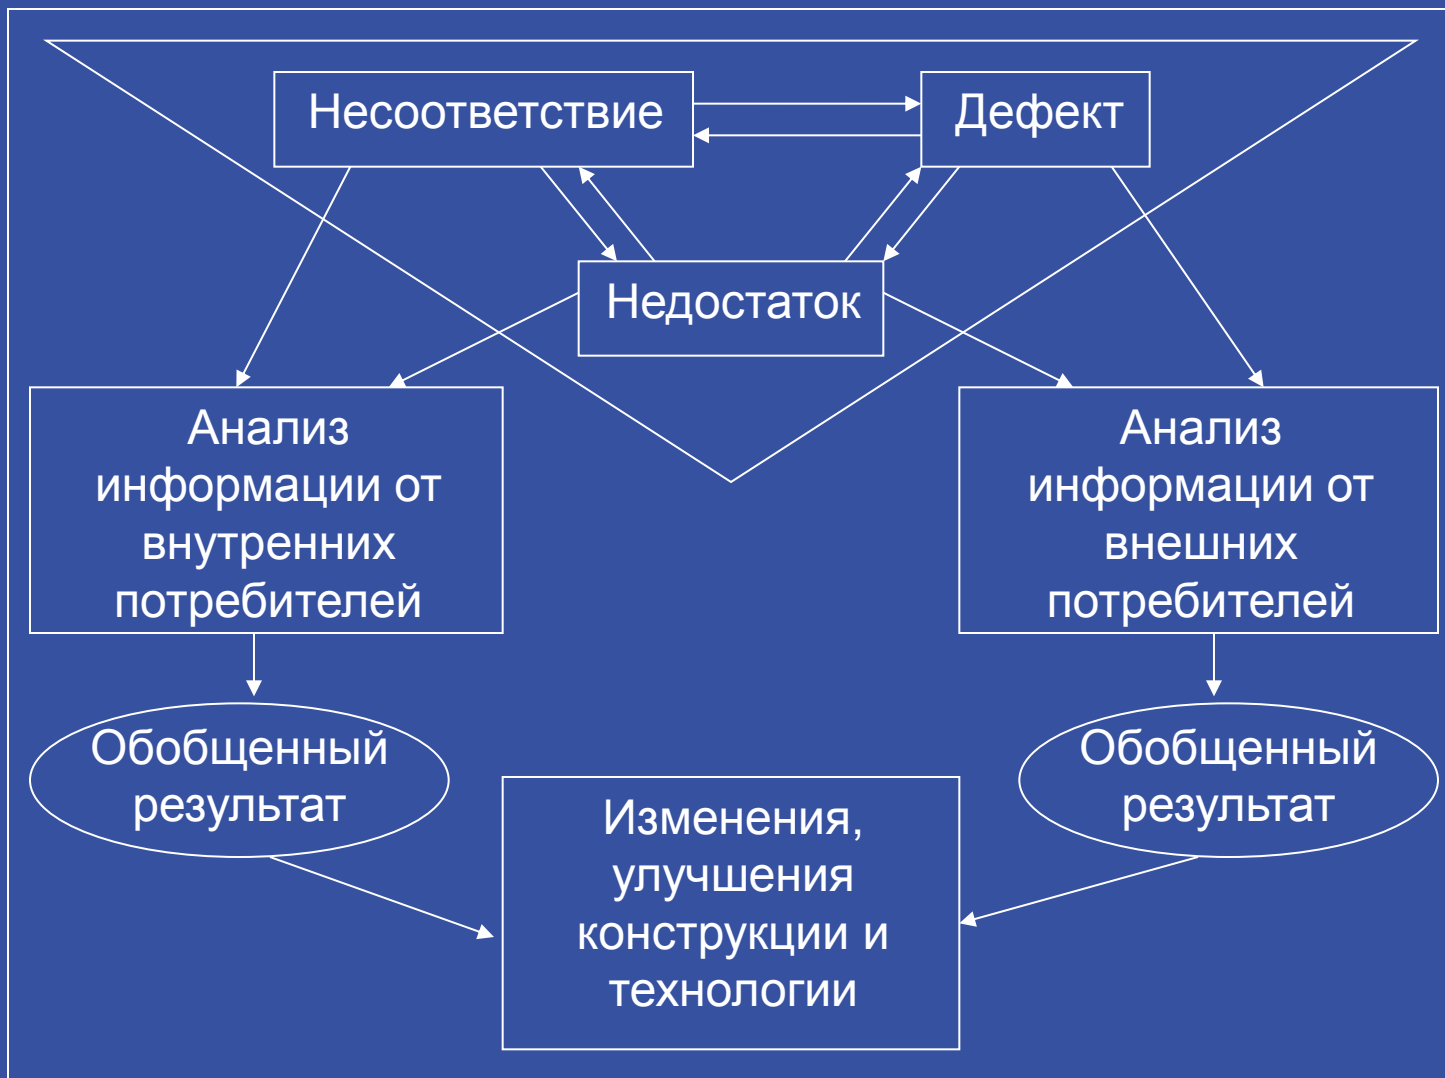 Несоответствие
Дефект
Недостаток
Анализ
информации от
внутренних
потребителей
Анализ
информации от
внешних
потребителей
Обобщенный
результат
Обобщенный
результат
Изменения,
улучшения
конструкции и
технологии